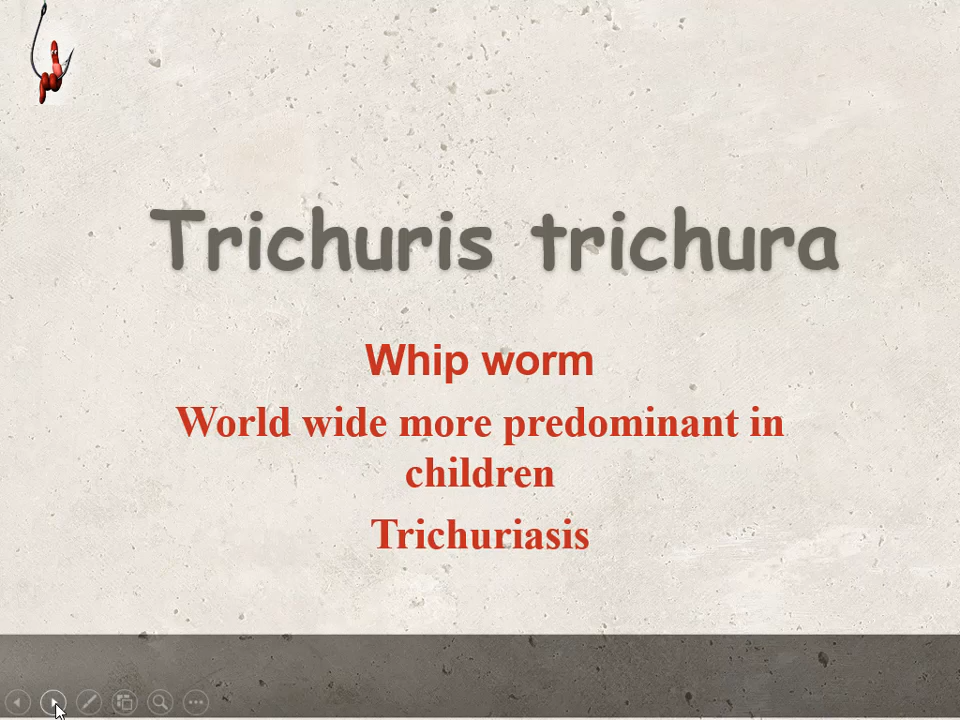 Trichuris trichura
Whip worm
World wide more predominant in
children
Trichuriasis